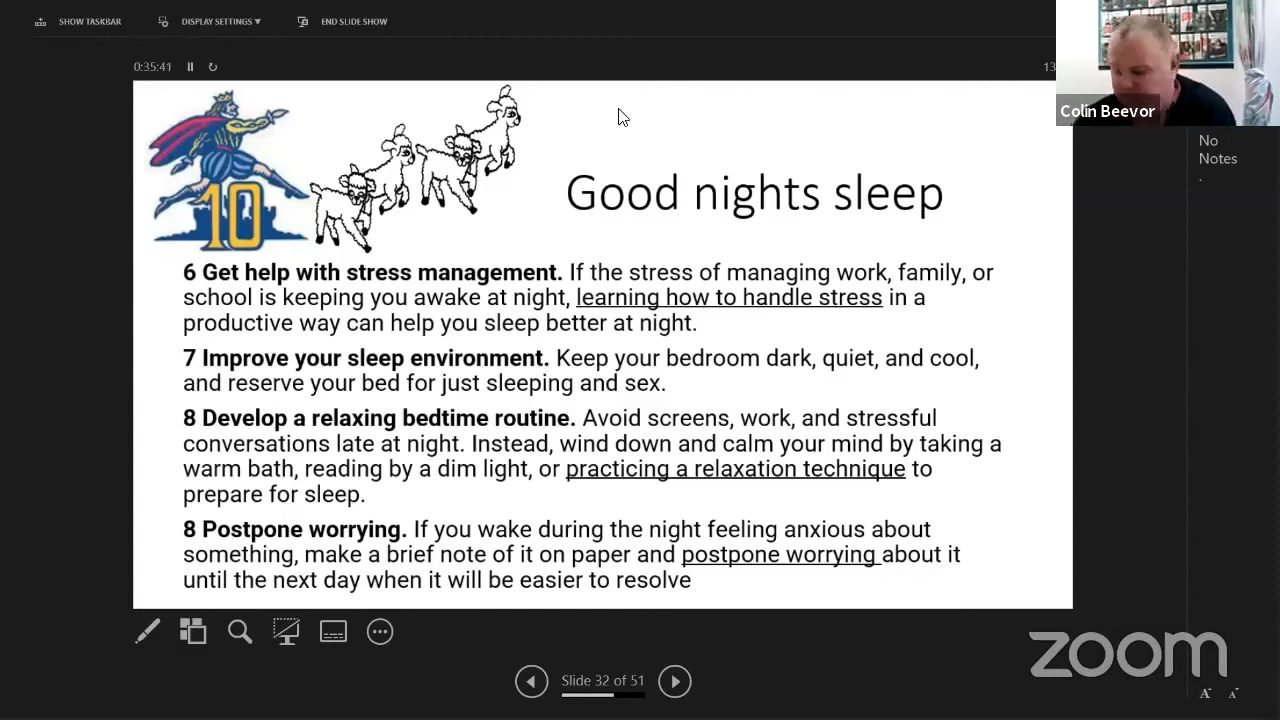 SHOW TASKBAR DISPLAY SETTINGS ▼ END SLIDE SHOW
0:35:41 13
Colin Beevor
No
Notes
.
10
Good nights sleep
6 Get help with stress management. If the stress of managing work, family, or
school is keeping you awake at night, learning how to handle stress in a
productive way can help you sleep better at night.
7 Improve your sleep environment. Keep your bedroom dark, quiet, and cool,
and reserve your bed for just sleeping and sex.
8 Develop a relaxing bedtime routine. Avoid screens, work, and stressful
conversations late at night. Instead, wind down and calm your mind by taking a
warm bath, reading by a dim light, or practicing a relaxation technique to
prepare for sleep.
8 Postpone worrying. If you wake during the night feeling anxious about
something, make a brief note of it on paper and postpone worrying about it
until the next day when it will be easier to resolve
zoom
Slide 32 of 51
A A